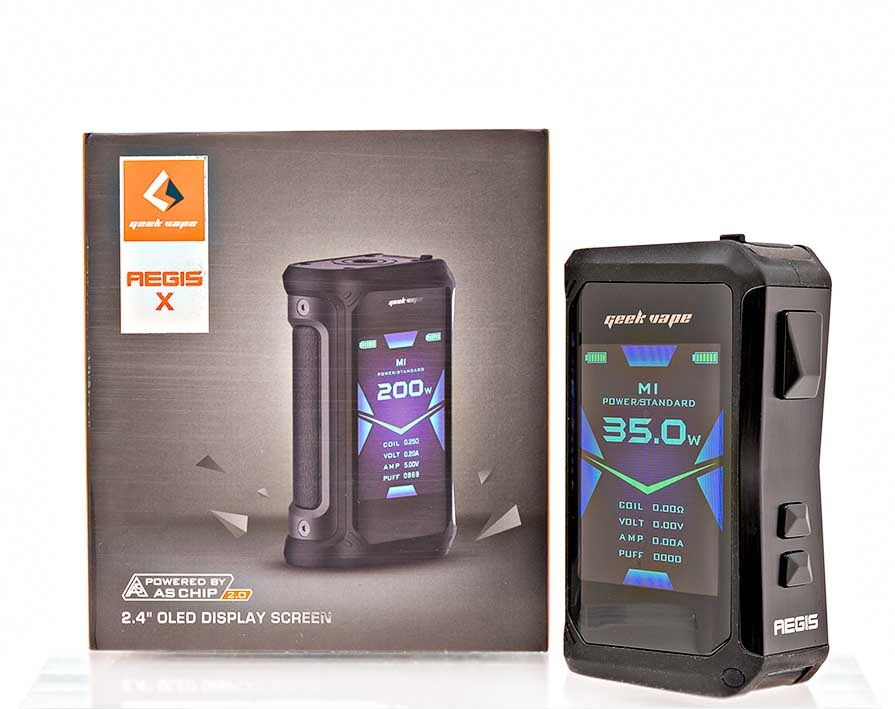 geek vape
AEGIS
X
geek vape
M1
POWER/STANDARD
200W
COIL 0.25Ω
VOLT 0.20A
AMP 5.00V
PUFF 0869
POWERED BY
AS CHIP 2.0
2.4" OLED DISPLAY SCREEN
geek vape
M1
POWER/STANDARD
35.0W
COIL 0.00Ω
VOLT 0.00V
AMP 0.00A
PUFF 0000
AEGIS